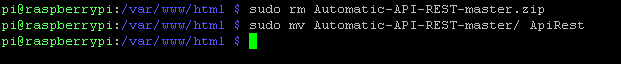 pi@raspberrypi:/var/www/html $ sudo rm Automatic-API-REST-master.zip
pi@raspberrypi:/var/www/html $ sudo mv Automatic-API-REST-master/ ApiRest
pi@raspberrypi:/var/www/html $